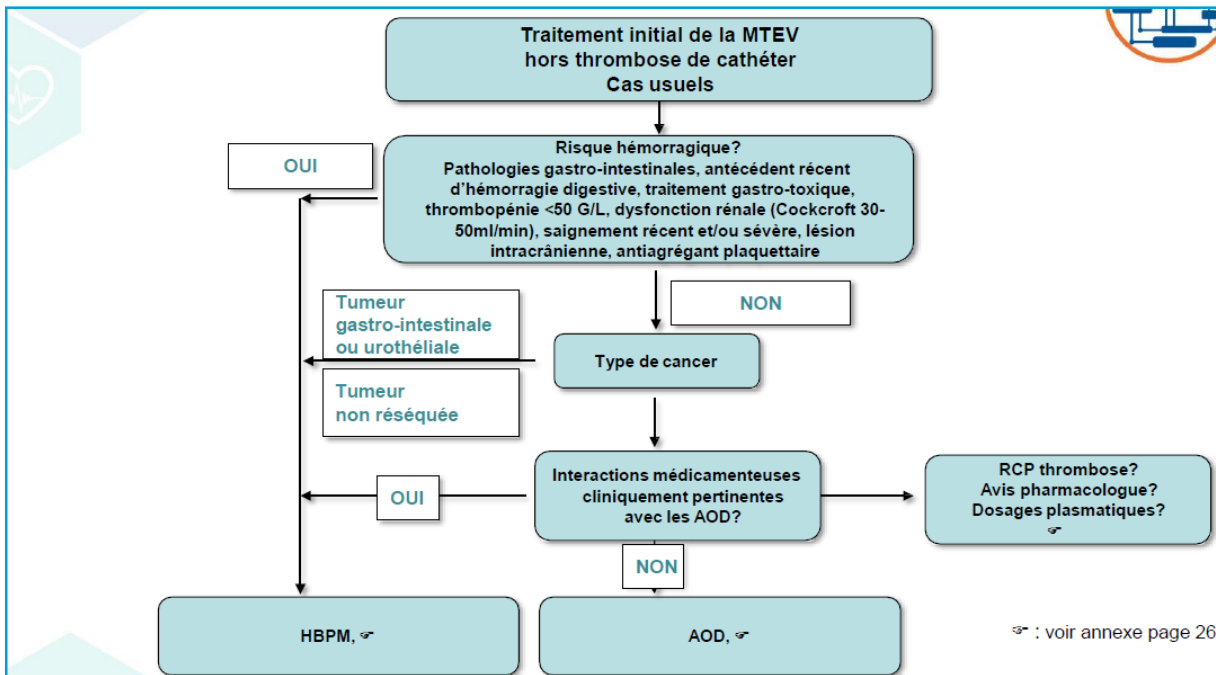 Traitement initial de la MTEV
hors thrombose de cathéter
Cas usuels
OUI
Risque hémorragique?
Pathologies gastro-intestinales, antécédent récent
d'hémorragie digestive, traitement gastro-toxique,
thrombopénie <50 G/L, dysfonction rénale (Cockcroft 30-
50ml/min), saignement récent et/ou sévère, lésion
intracrânienne, antiagrégant plaquettaire
NON
Tumeur
gastro-intestinale
ou urothéliale
Type de cancer
Tumeur
non réséquée
OUI
Interactions médicamenteuses
cliniquement pertinentes
avec les AOD?
RCP thrombose?
Avis pharmacologue?
Dosages plasmatiques?
☞
NON
HBPM, ☞
AOD, ☞
☞ : voir annexe page 26